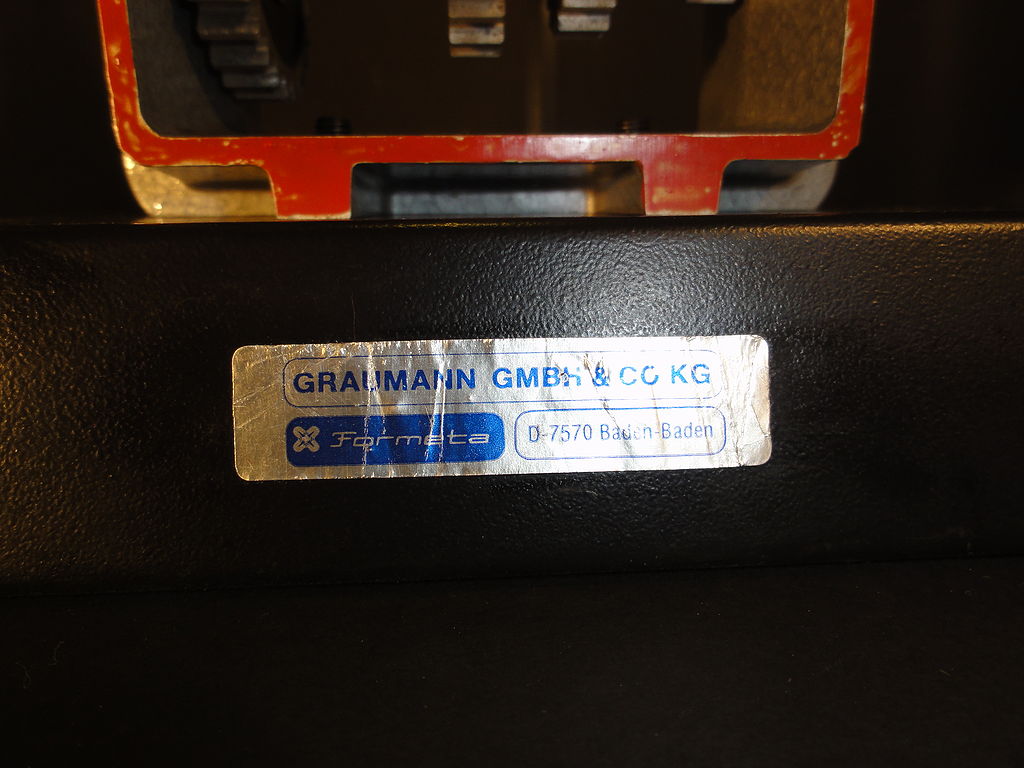 GRAUMANN GMBH & CO KG
Formeta
D-7570 Baden-Baden